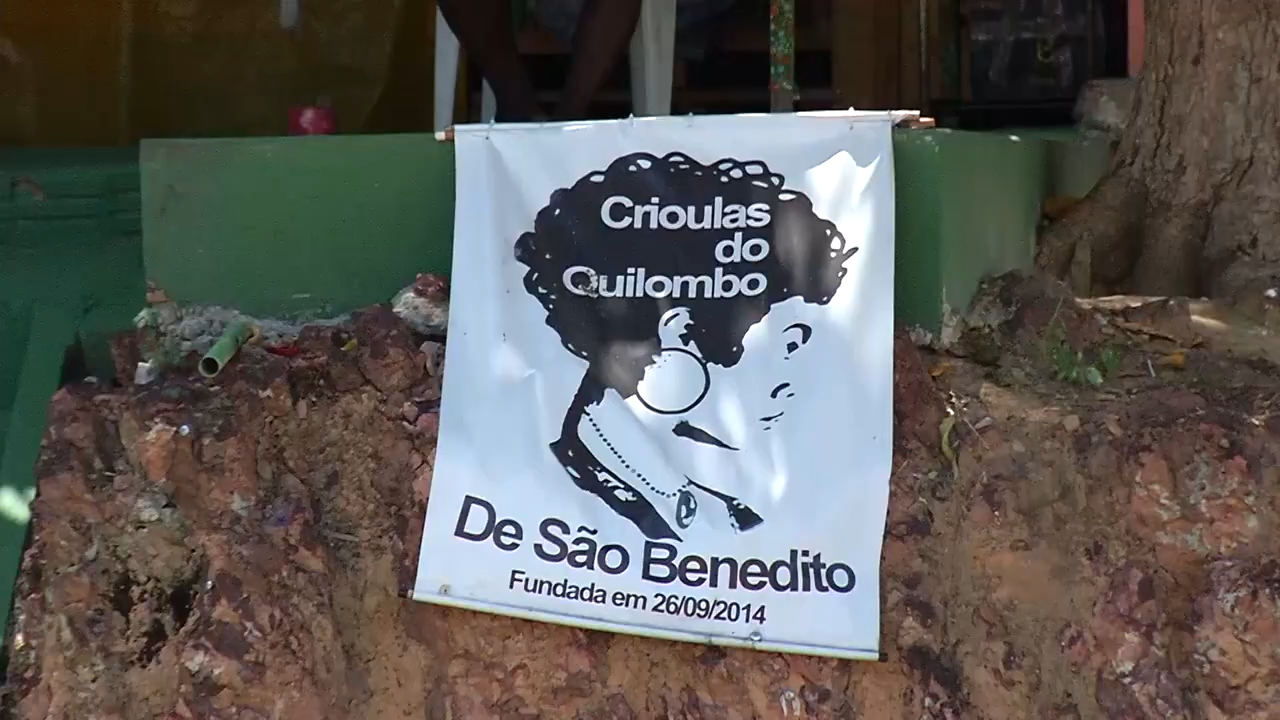 Crioulas
do
Quilombo
De São Benedito
Fundada em 26/09/2014